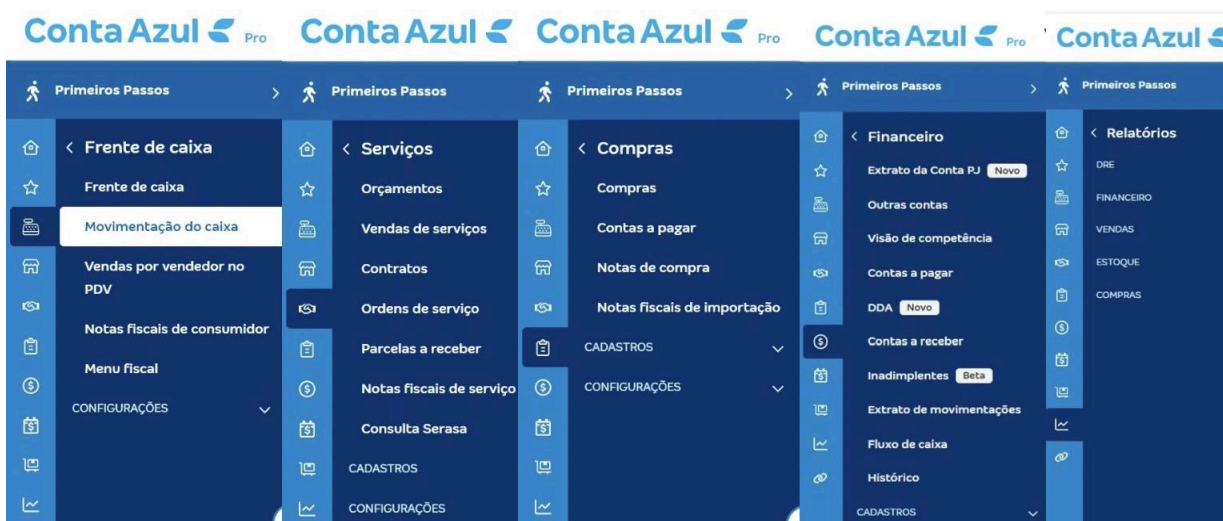 Conta Azul Pro
Primeiros Passos
Frente de caixa
Frente de caixa
Movimentação do caixa
Vendas por vendedor no
PDV
Notas fiscais de consumidor
Menu fiscal
CONFIGURAÇÕES
Conta Azul
Primeiros Passos
Serviços
Orçamentos
Vendas de serviços
Contratos
Ordens de serviço
Parcelas a receber
Notas fiscais de serviço
Consulta Serasa
CADASTROS
CONFIGURAÇÕES
Conta Azul Pro
Primeiros Passos
Compras
Compras
Contas a pagar
Notas de compra
Notas fiscais de importação
CADASTROS
CONFIGURAÇÕES
Conta Azul Pro
Primeiros Passos
Financeiro
Extrato da Conta PJ Novo
Outras contas
Visão de competência
Contas a pagar
DDA Novo
Contas a receber
Inadimplentes Beta
Extrato de movimentações
Fluxo de caixa
Histórico
CADASTROS
Conta Azul
Primeiros Passos
Relatórios
DRE
FINANCEIRO
VENDAS
ESTOQUE
COMPRAS